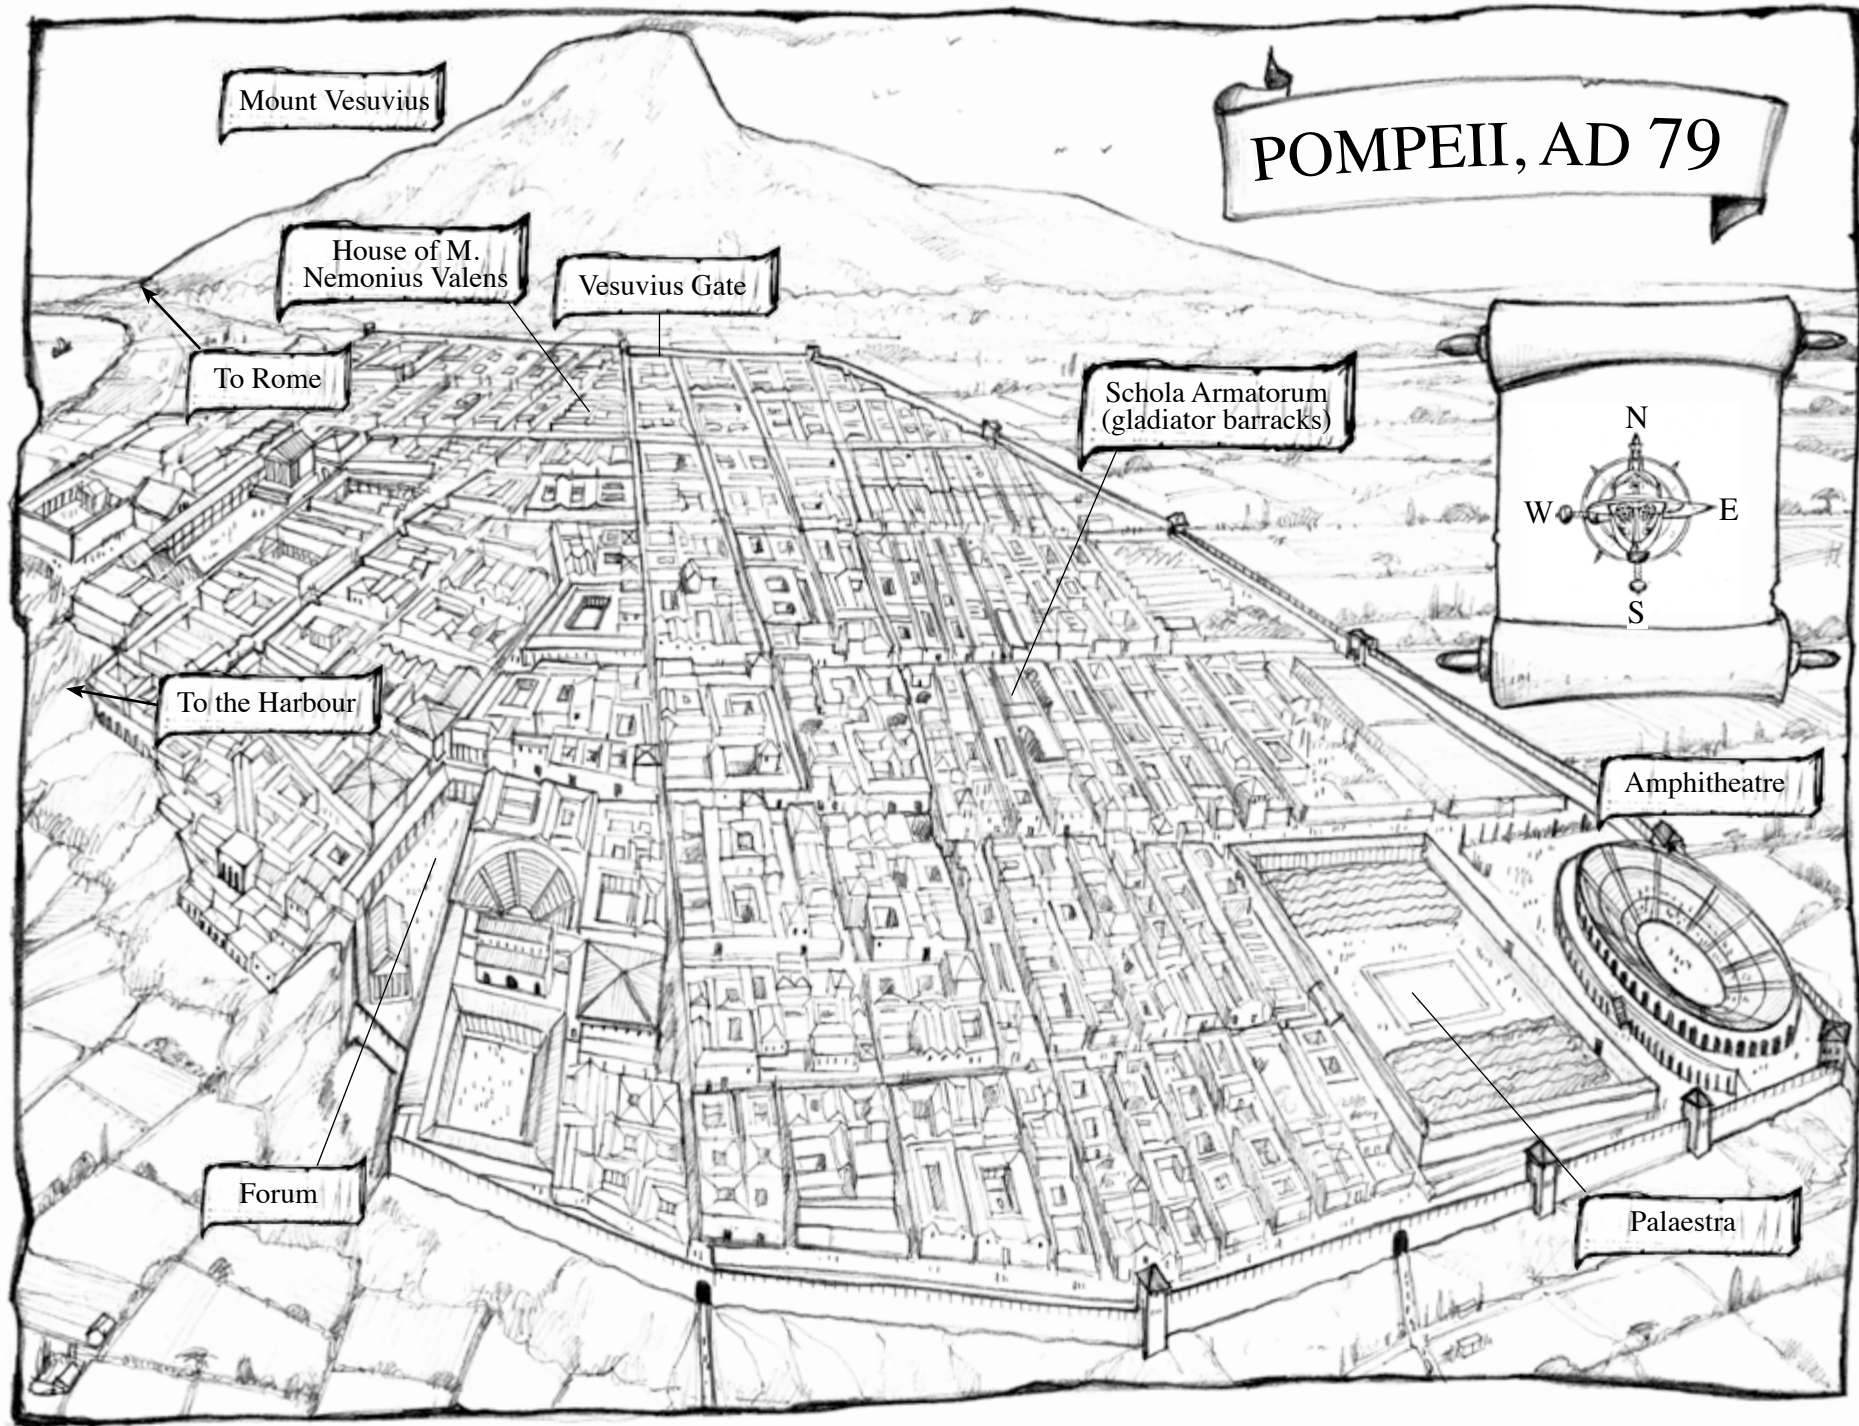 Mount Vesuvius
POMPEII, AD 79
House of M.
Nemonius Valens
Vesuvius Gate
To Rome
Schola Armatorum
(gladiator barracks)
N
W
E
S
To the Harbour
Amphitheatre
Forum
Palaestra